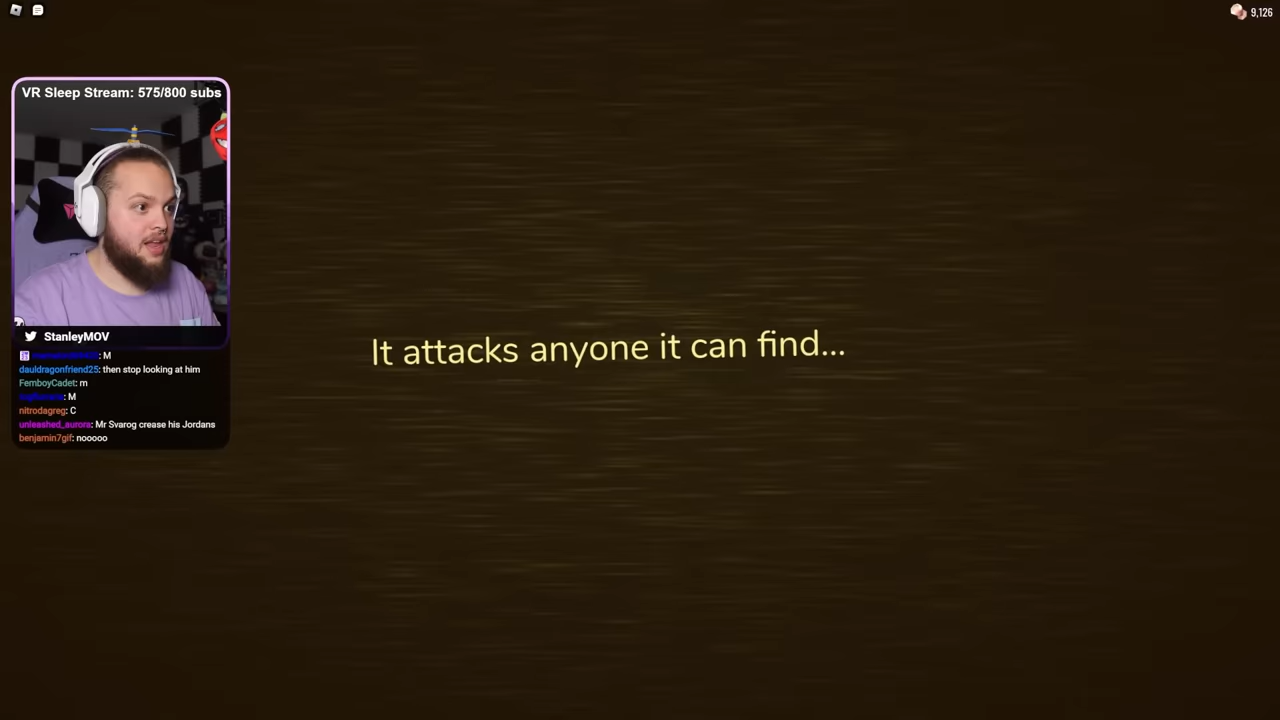 9,126
VR Sleep Stream: 575/800 subs
StanleyMOV
: M
dauldragonfriend25: then stop looking at him
FemboyCadet: m
: M
nitrodagreg: C
unleashed_aurora: Mr Svarog crease his Jordans
benjamin7gif: nooooo
It attacks anyone it can find...